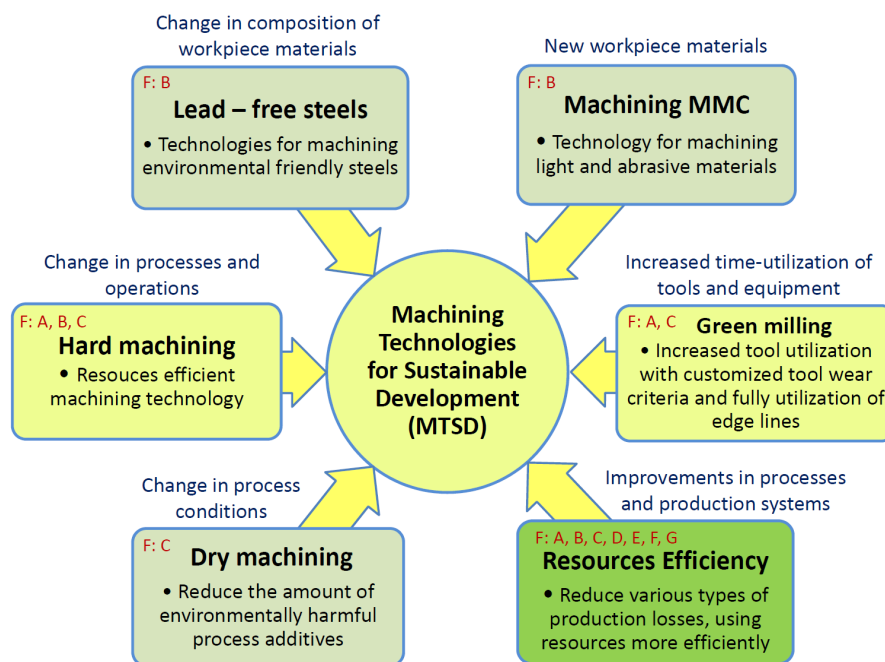 Change in composition of
workpiece materials
F: B
Lead – free steels
• Technologies for machining
environmental friendly steels
New workpiece materials
F: B
Machining MMC
• Technology for machining
light and abrasive materials
Change in processes and
operations
F: A, B, C
Hard machining
• Resouces efficient
machining technology
Machining
Technologies
for Sustainable
Development
(MTSD)
Increased time-utilization of
tools and equipment
F: A, C
Green milling
• Increased tool utilization
with customized tool wear
criteria and fully utilization of
edge lines
Change in process
conditions
F: C
Dry machining
• Reduce the amount of
environmentally harmful
process additives
Improvements in processes
and production systems
F: A, B, C, D, E, F, G
Resources Efficiency
• Reduce various types of
production losses, using
resources more efficiently